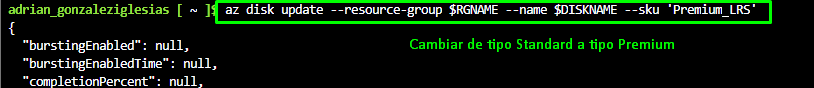 adrian_gonzaleziglesias [ ~ ]$ az disk update --resource-group $RGNAME --name $DISKNAME --sku 'Premium_LRS'
{
"burstingEnabled": null,
Cambiar de tipo Standard a tipo Premium
"burstingEnabledTime": null,
"completionPercent": null,